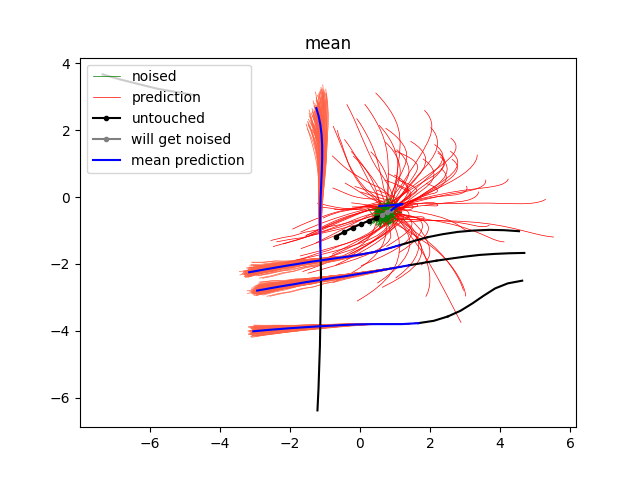 mean
noised
prediction
untouched
will get noised
mean prediction
4
2
0
−2
−4
−6
−6 −4 −2 0 2 4 6